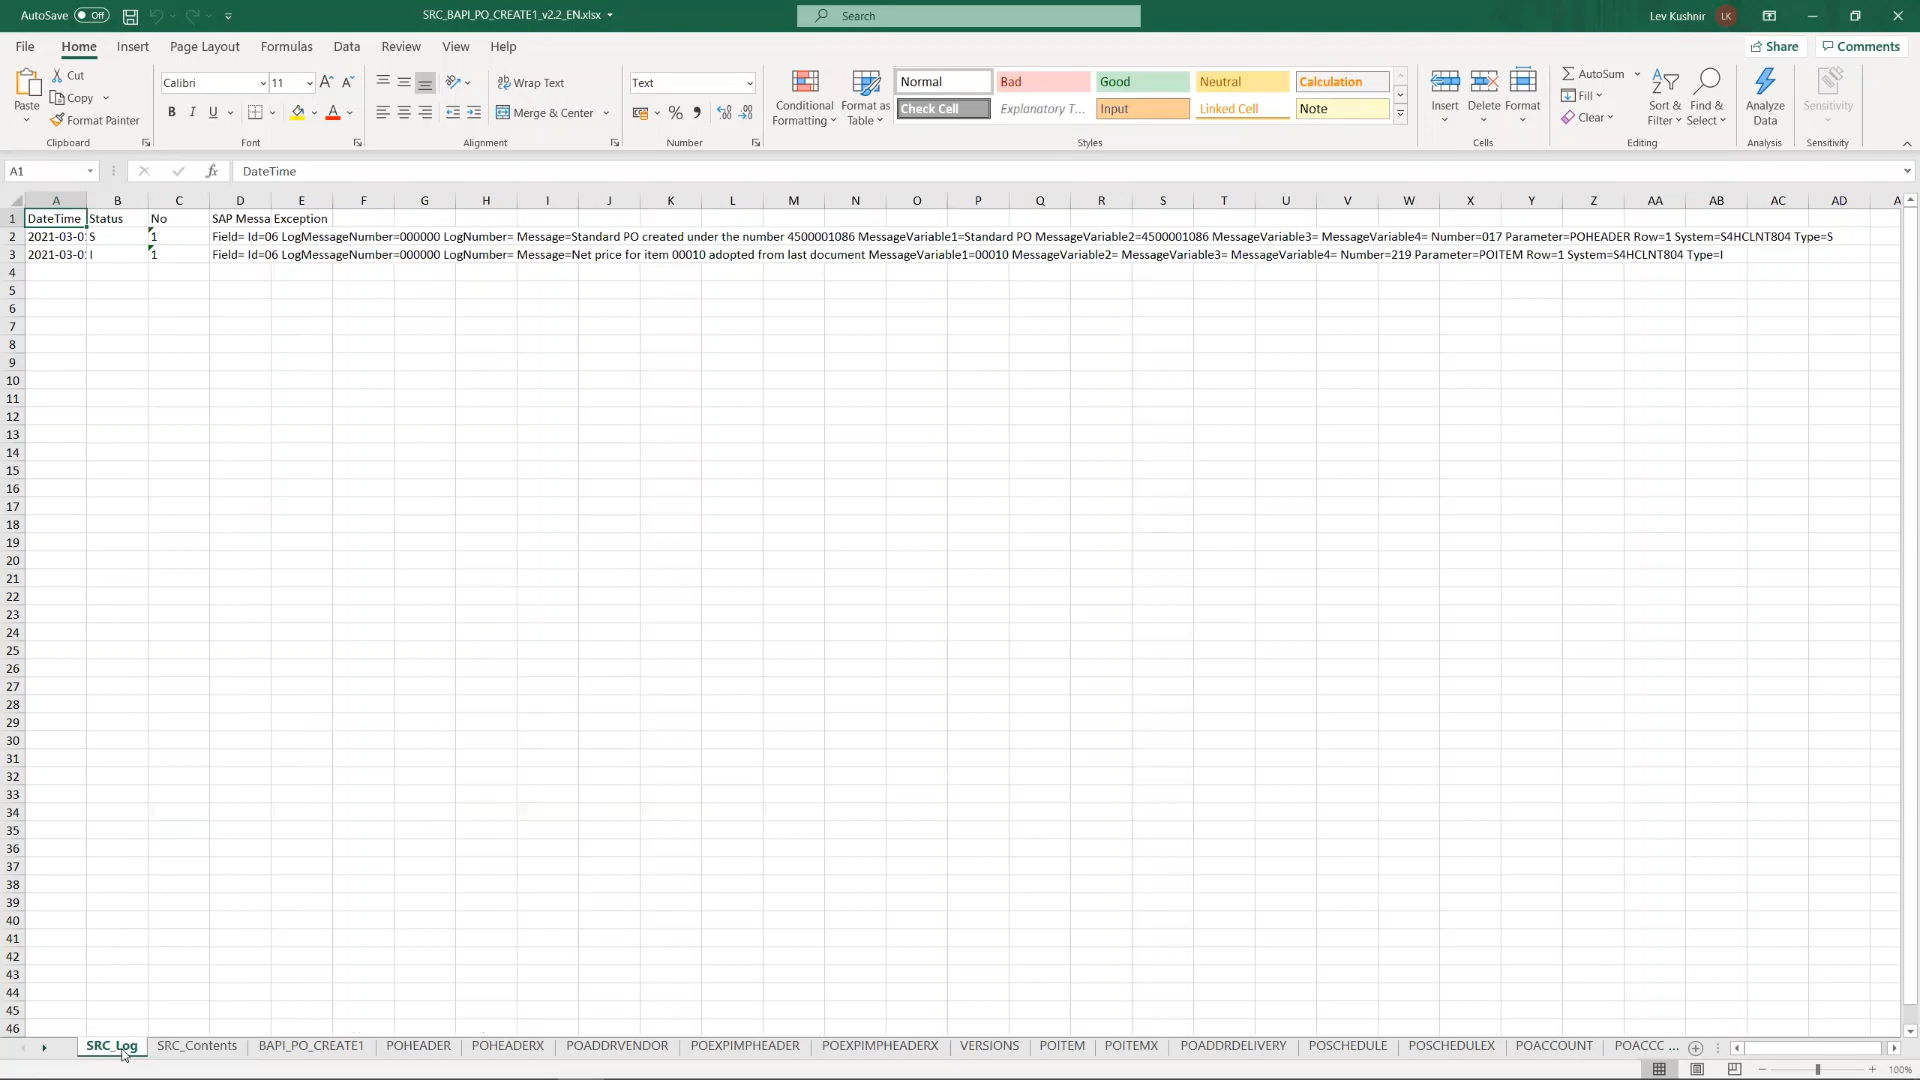 AutoSave Off SRC_BAPI_PO_CREATE1_v2.2_EN.xlsx Search Lev Kushnir LK
File Home Insert Page Layout Formulas Data Review View Help Share Comments
Paste Cut Copy Format Painter Clipboard
Calibri 11 B I U Font
Wrap Text Merge & Center Alignment
Text Number
Conditional Formatting Format as Table
Normal Bad Good Neutral Calculation
Check Cell Explanatory T... Input Linked Cell Note
Styles
Insert Delete Format Cells
AutoSum Fill Clear Sort & Filter Find & Select Editing
Analyze Data Analysis
Sensitivity Sensitivity
A1 fx DateTime
A B C D E F G H I J K L M N O P Q R S T U V W X Y Z AA AB AC AD A
1 DateTime Status No SAP Messa Exception
2 2021-03-01 S 1 Field= Id=06 LogMessageNumber=000000 LogNumber= Message=Standard PO created under the number 4500001086 MessageVariable1=Standard PO MessageVariable2=4500001086 MessageVariable3= MessageVariable4= Number=017 Parameter=POHEADER Row=1 System=S4HCLNT804 Type=S
3 2021-03-01 I 1 Field= Id=06 LogMessageNumber=000000 LogNumber= Message=Net price for item 00010 adopted from last document MessageVariable1=00010 MessageVariable2= MessageVariable3= MessageVariable4= Number=219 Parameter=POITEM Row=1 System=S4HCLNT804 Type=I
4
5
6
7
8
9
10
11
12
13
14
15
16
17
18
19
20
21
22
23
24
25
26
27
28
29
30
31
32
33
34
35
36
37
38
39
40
41
42
43
44
45
46
SRC_Log SRC_Contents BAPI_PO_CREATE1 POHEADER POHEADERX POADDRVENDOR POEXPIMPHEADER POEXPIMPHEADERX VERSIONS POITEM POITEMX POADDRDELIVERY POSCHEDULE POSCHEDULEX POACCOUNT POACCC ...
100%